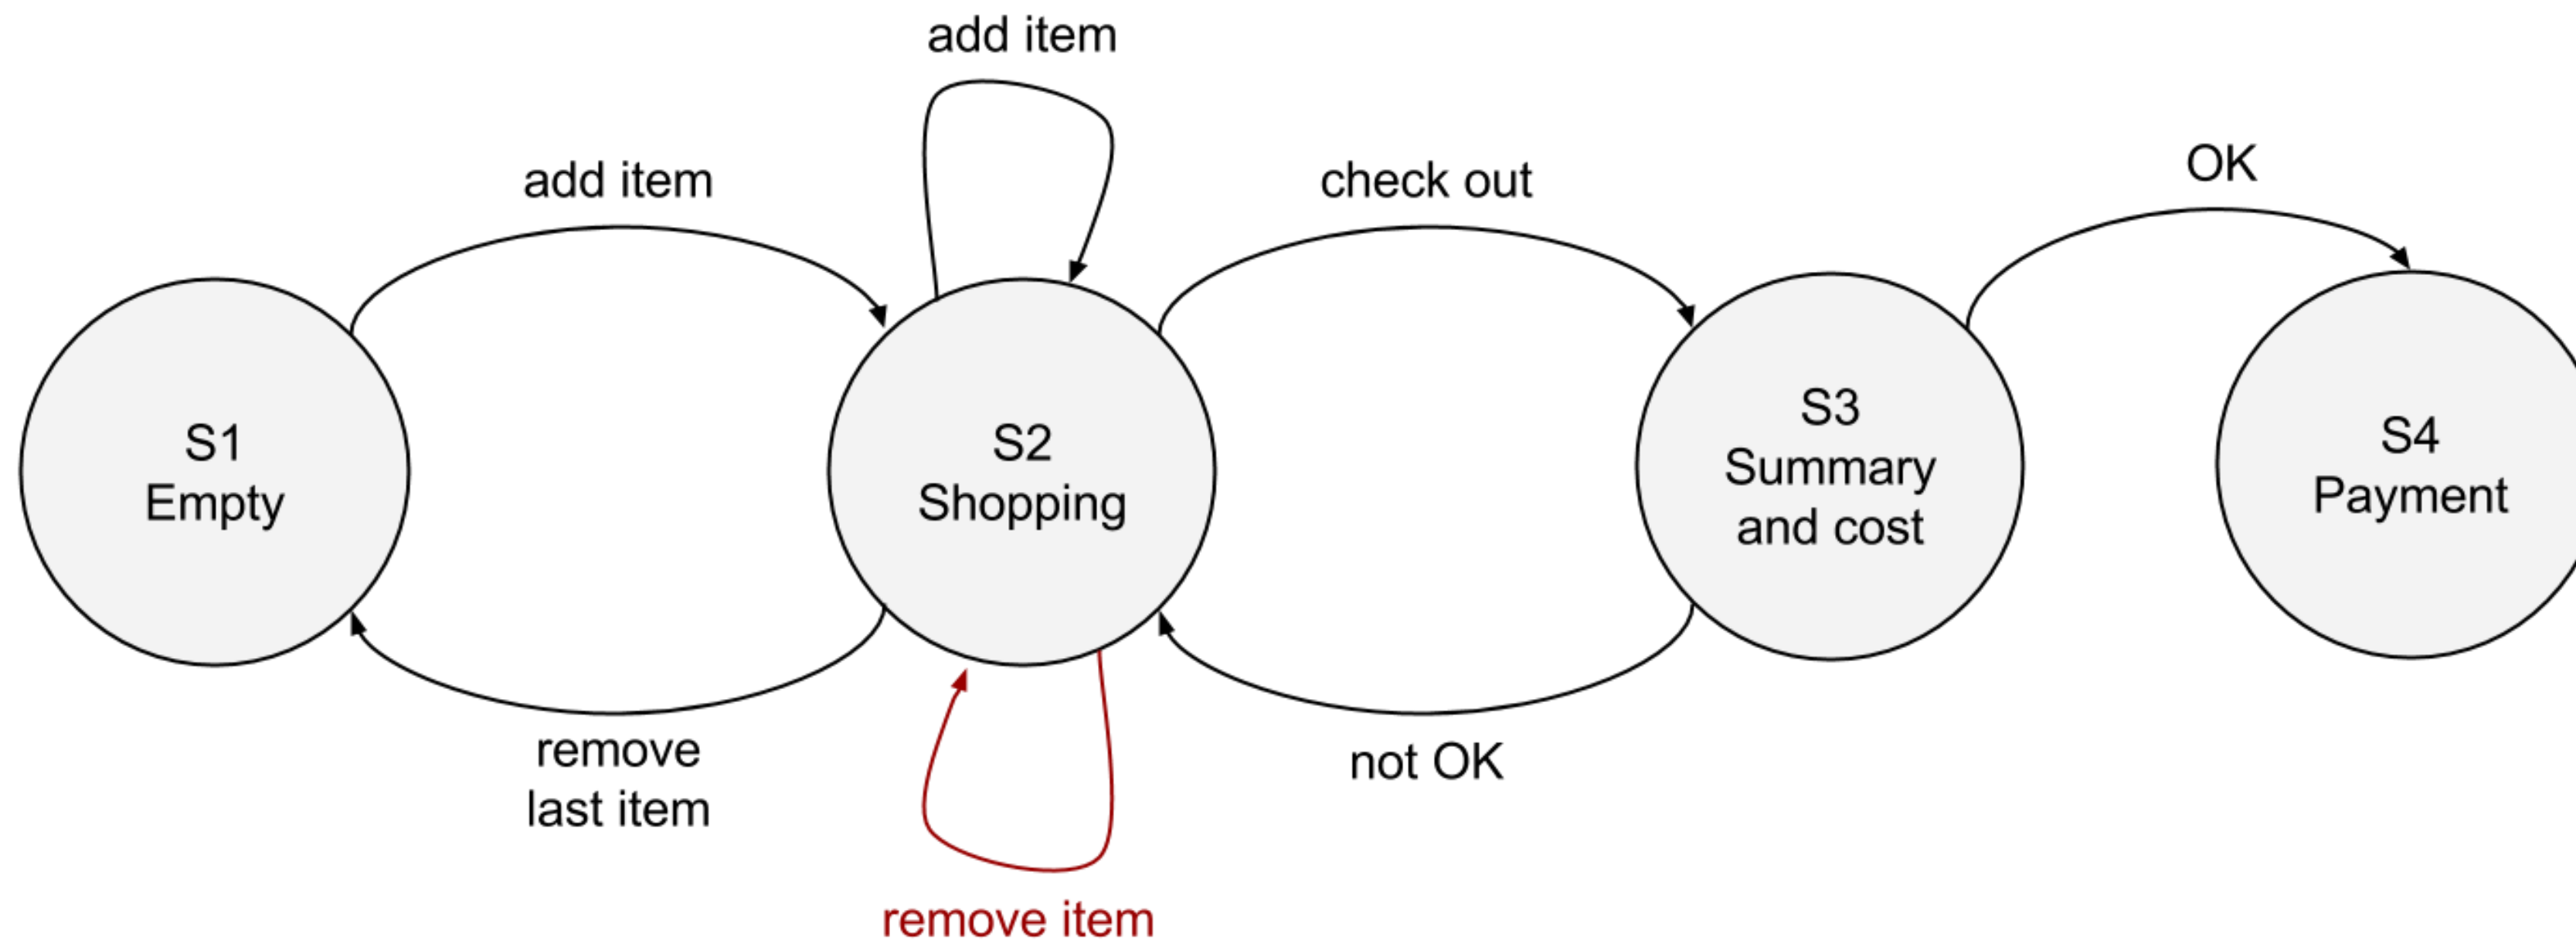 add item
add item
check out
OK
S1
Empty
S2
Shopping
S3
Summary
and cost
S4
Payment
remove
last item
not OK
remove item